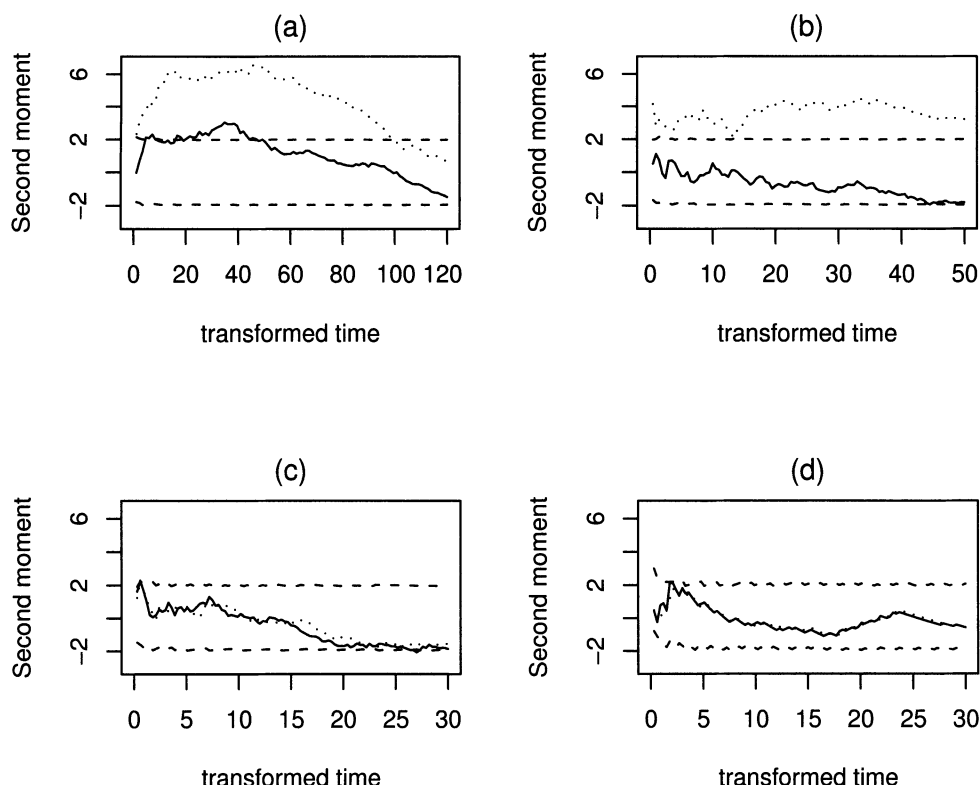 (a)
Second moment
6
2
−2
0 20 40 60 80 100 120
transformed time
(b)
Second moment
6
2
−2
0 10 20 30 40 50
transformed time
(c)
Second moment
6
2
−2
0 5 10 15 20 25 30
transformed time
(d)
Second moment
6
2
−2
0 5 10 15 20 25 30
transformed time